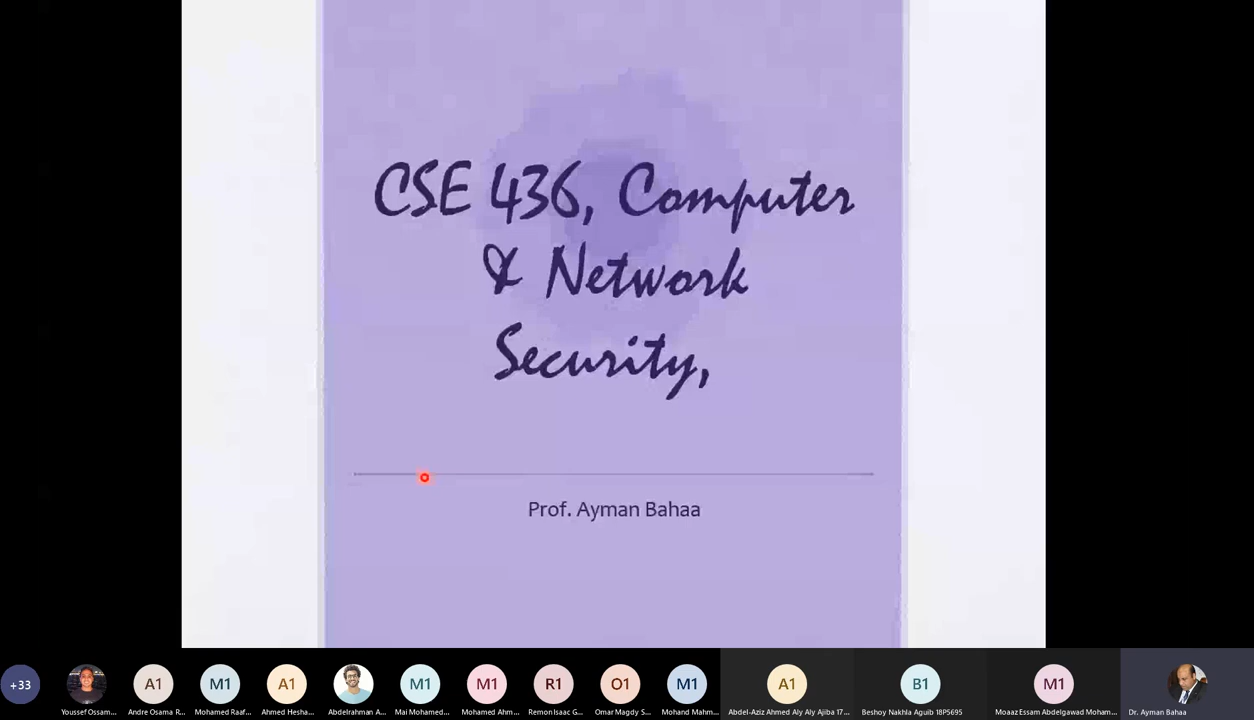 CSE 436, Computer
& Network
Security,
Prof. Ayman Bahaa
+33
A1
M1
A1
M1
M1
R1
O1
M1
A1
B1
M1
Youssef Ossam...
Andre Osama R...
Mohamed Raaf...
Ahmed Hesha...
Abdelrahman A...
Mai Mohamed...
Mohamed Ahm...
Remon Isaac G...
Omar Magdy S...
Mohand Mahm...
Abdel-Aziz Ahmed Aly Aly Ajiba 17...
Beshoy Nakhla Aguib 18P5695
Moaaz Essam Abdelgawad Moham...
Dr. Ayman Bahaa